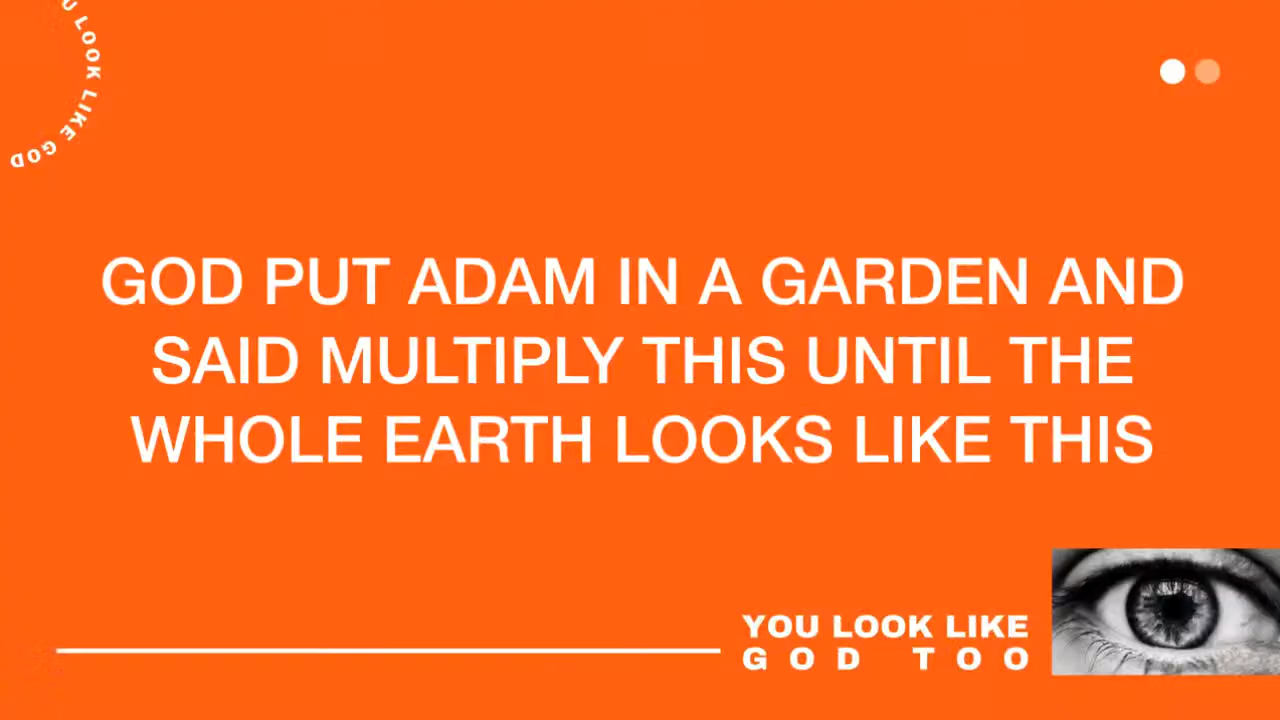 U LOOK LIKE GOD
GOD PUT ADAM IN A GARDEN AND
SAID MULTIPLY THIS UNTIL THE
WHOLE EARTH LOOKS LIKE THIS
YOU LOOK LIKE
GOD TOO